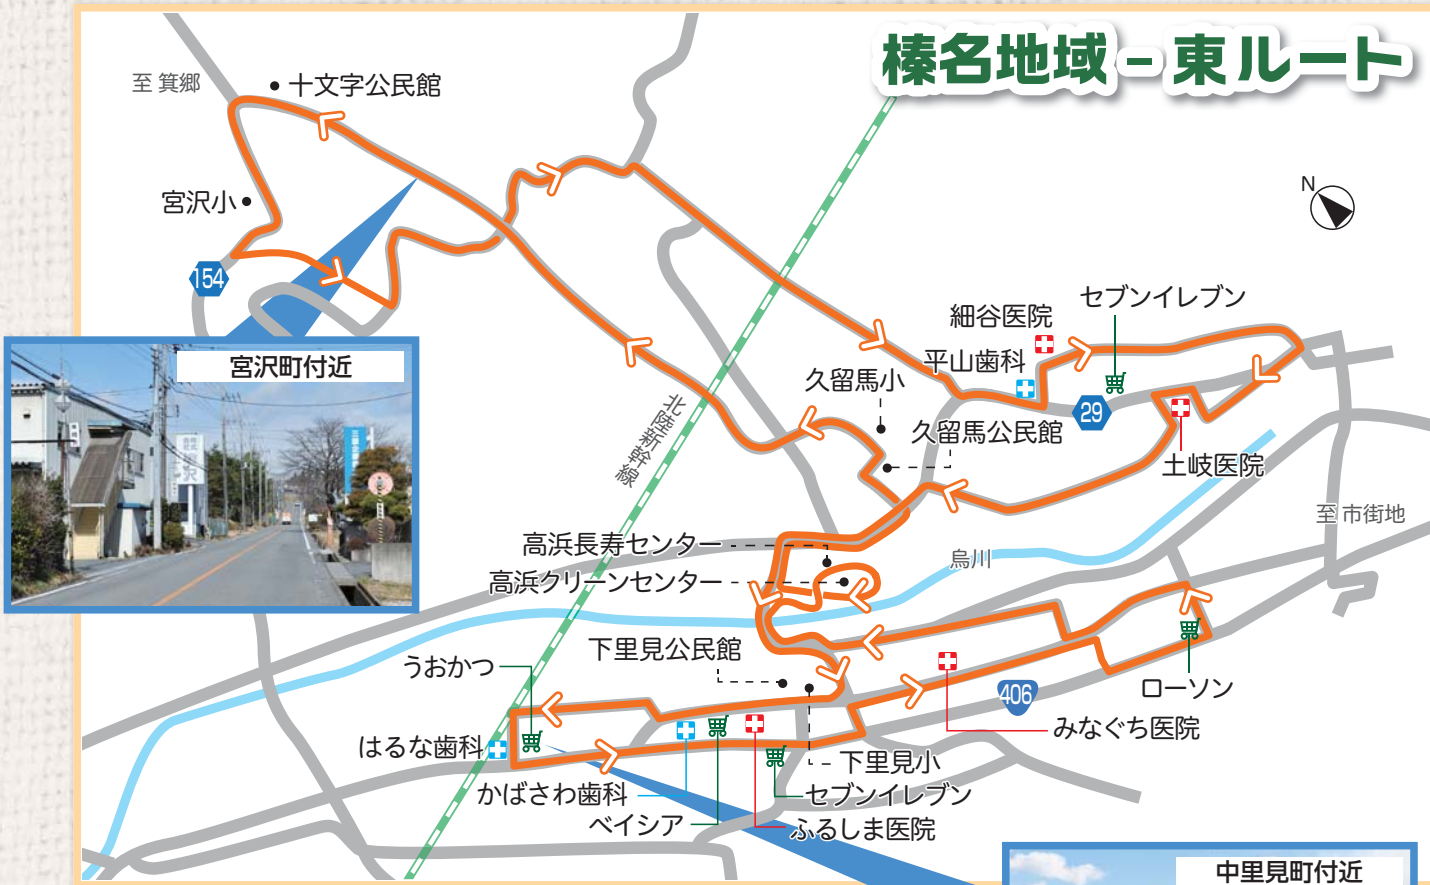 榛名地域 - 東ルート
至 箕郷
十文字公民館
宮沢小
154
N
セブンイレブン
細谷医院
平山歯科
宮沢町付近
久留馬小
29
北陸新幹線
久留馬公民館
土岐医院
至 市街地
高浜長寿センター
烏川
高浜クリーンセンター
下里見公民館
うおかつ
ローソン
406
みなぐち医院
はるな歯科
下里見小
かばさわ歯科
セブンイレブン
ベイシア
ふるしま医院
中里見町付近